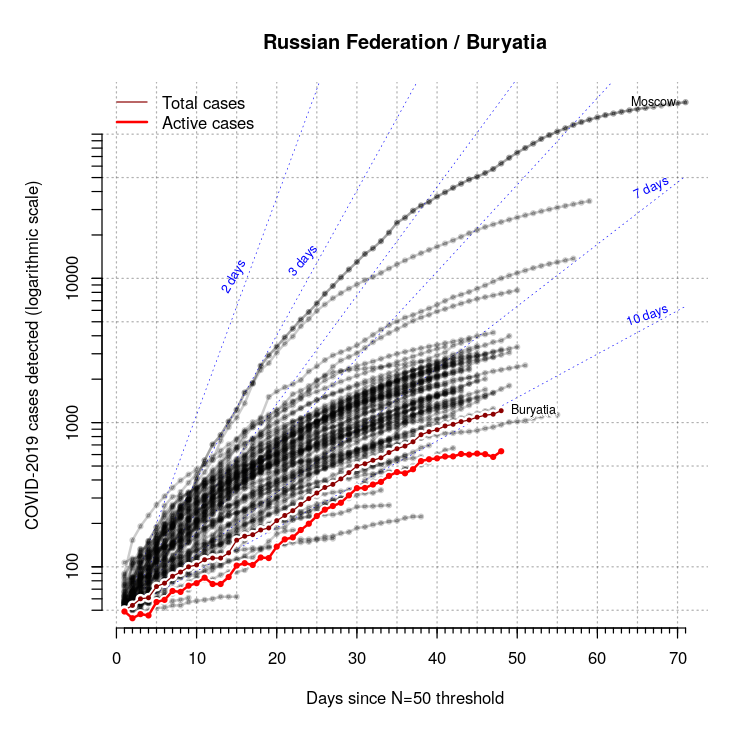 Russian Federation / Buryatia
Total cases
Active cases
Moscow
7 days
2 days
3 days
10 days
Buryatia
COVID-2019 cases detected (logarithmic scale)
10000
1000
100
0 10 20 30 40 50 60 70
Days since N=50 threshold